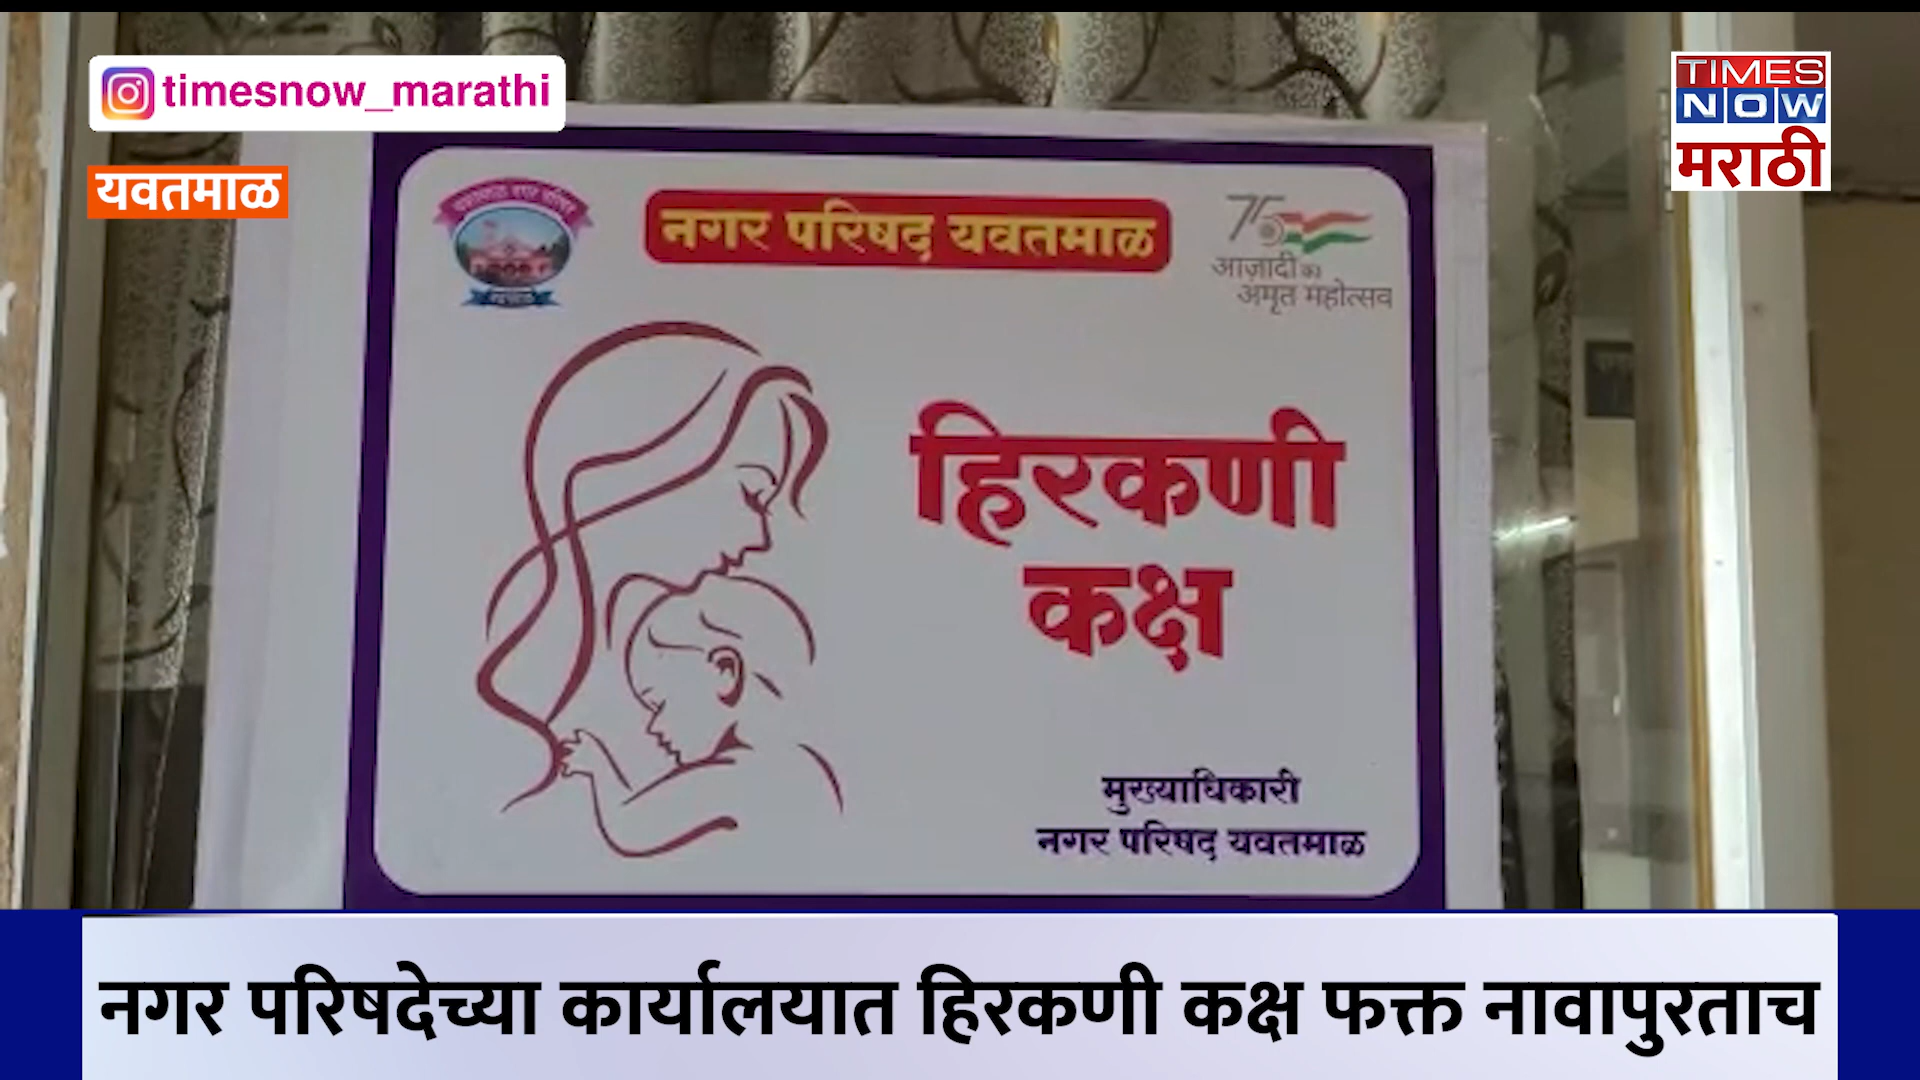 timesnow_marathi
TIMES
NOW
मराठी
यवतमाळ
नगर परिषद यवतमाळ
75
आज़ादी का
अमृत महोत्सव
हिरकणी
कक्ष
मुख्याधिकारी
नगर परिषद यवतमाळ
नगर परिषदेच्या कार्यालयात हिरकणी कक्ष फक्त नावापुरताच